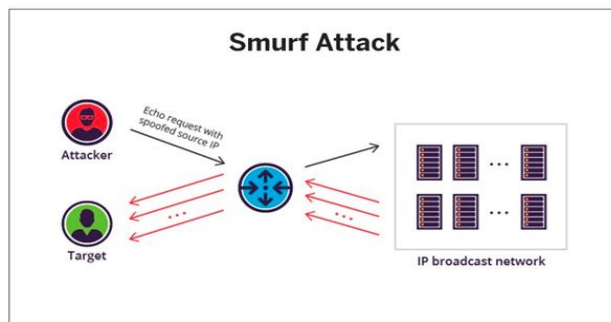 Smurf Attack
Echo request with
spoofed source IP
Attacker
Target
IP broadcast network